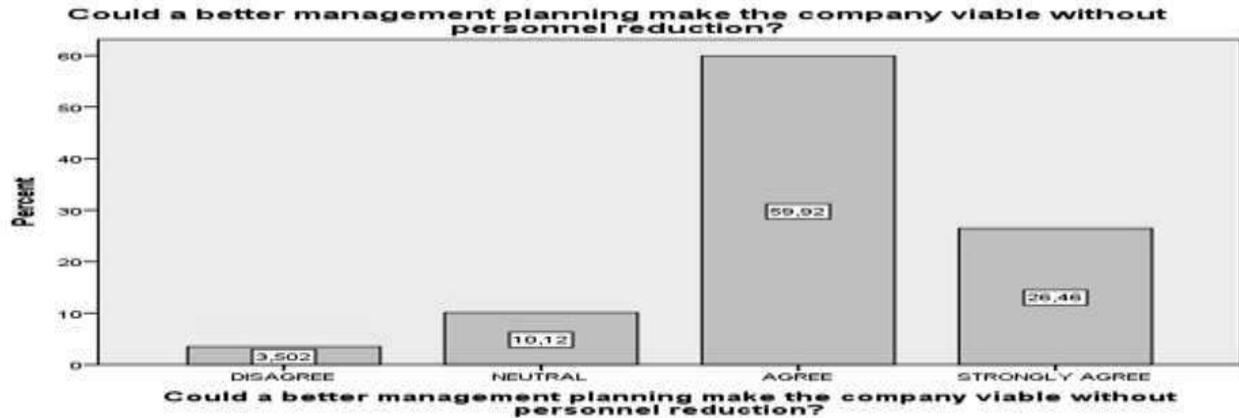 Could a better management planning make the company viable without
personnel reduction?
60
50
40
30
20
10
0
Percent
3,502
10,12
59,92
26,46
DISAGREE
NEUTRAL
AGREE
STRONGLY AGREE
Could a better management planning make the company viable without
personnel reduction?